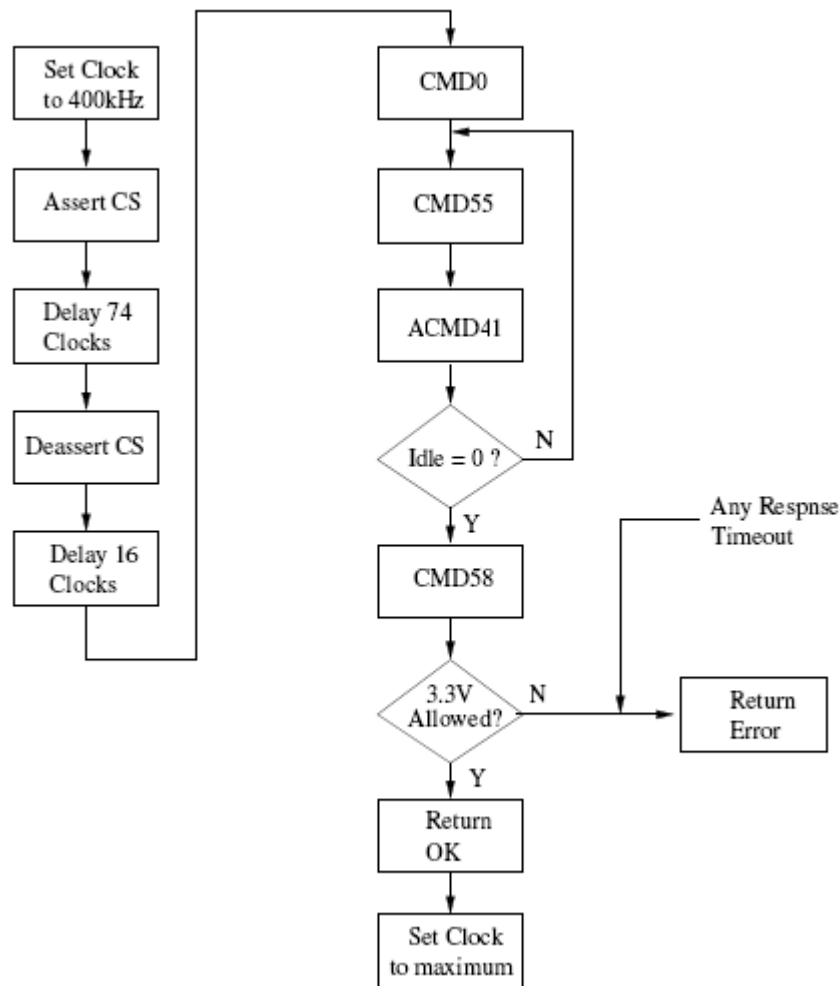 Set Clock
to 400kHz
Assert CS
Delay 74
Clocks
Deassert CS
Delay 16
Clocks
CMD0
CMD55
ACMD41
Idle = 0 ?
N
Y
CMD58
3.3V
Allowed?
N
Y
Any Respnse
Timeout
Return
Error
Return
OK
Set Clock
to maximum